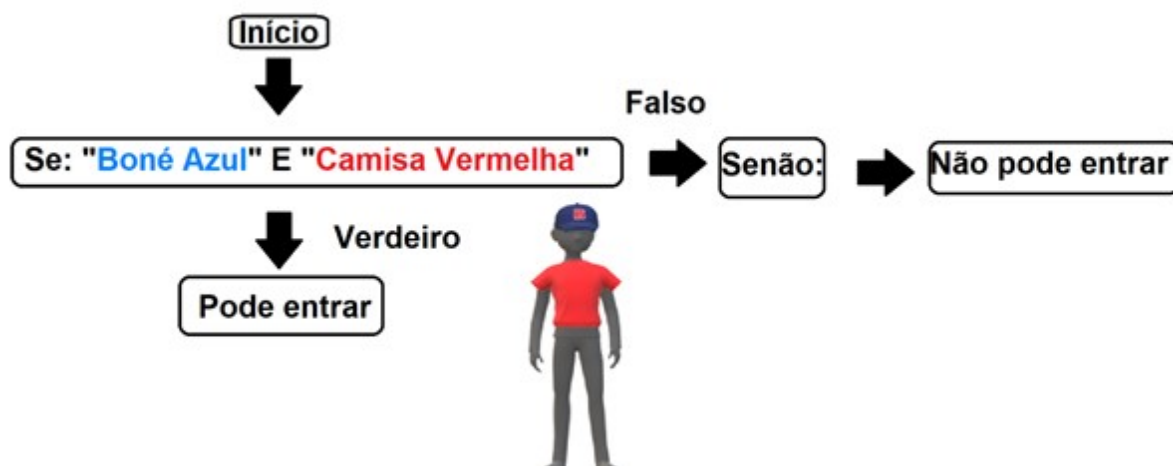 Início
Falso
Se: "Boné Azul" E "Camisa Vermelha"
Senão:
Não pode entrar
Verdeiro
Pode entrar